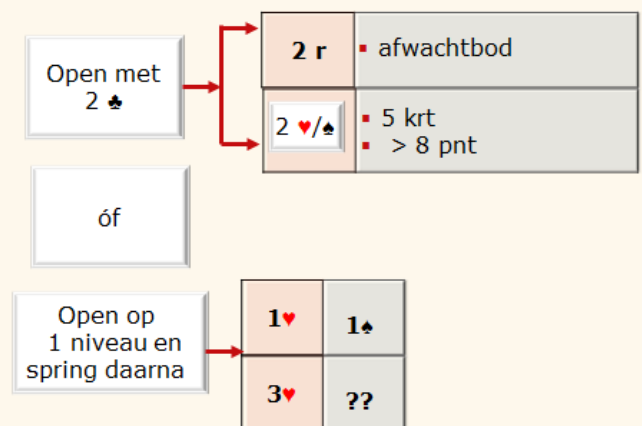 Open met
2 ♣
2 r
▪ afwachtbod
2 ♥/♠
▪ 5 krt
▪ > 8 pnt
óf
Open op
1 niveau en
spring daarna
1♥
1♠
3♥
??